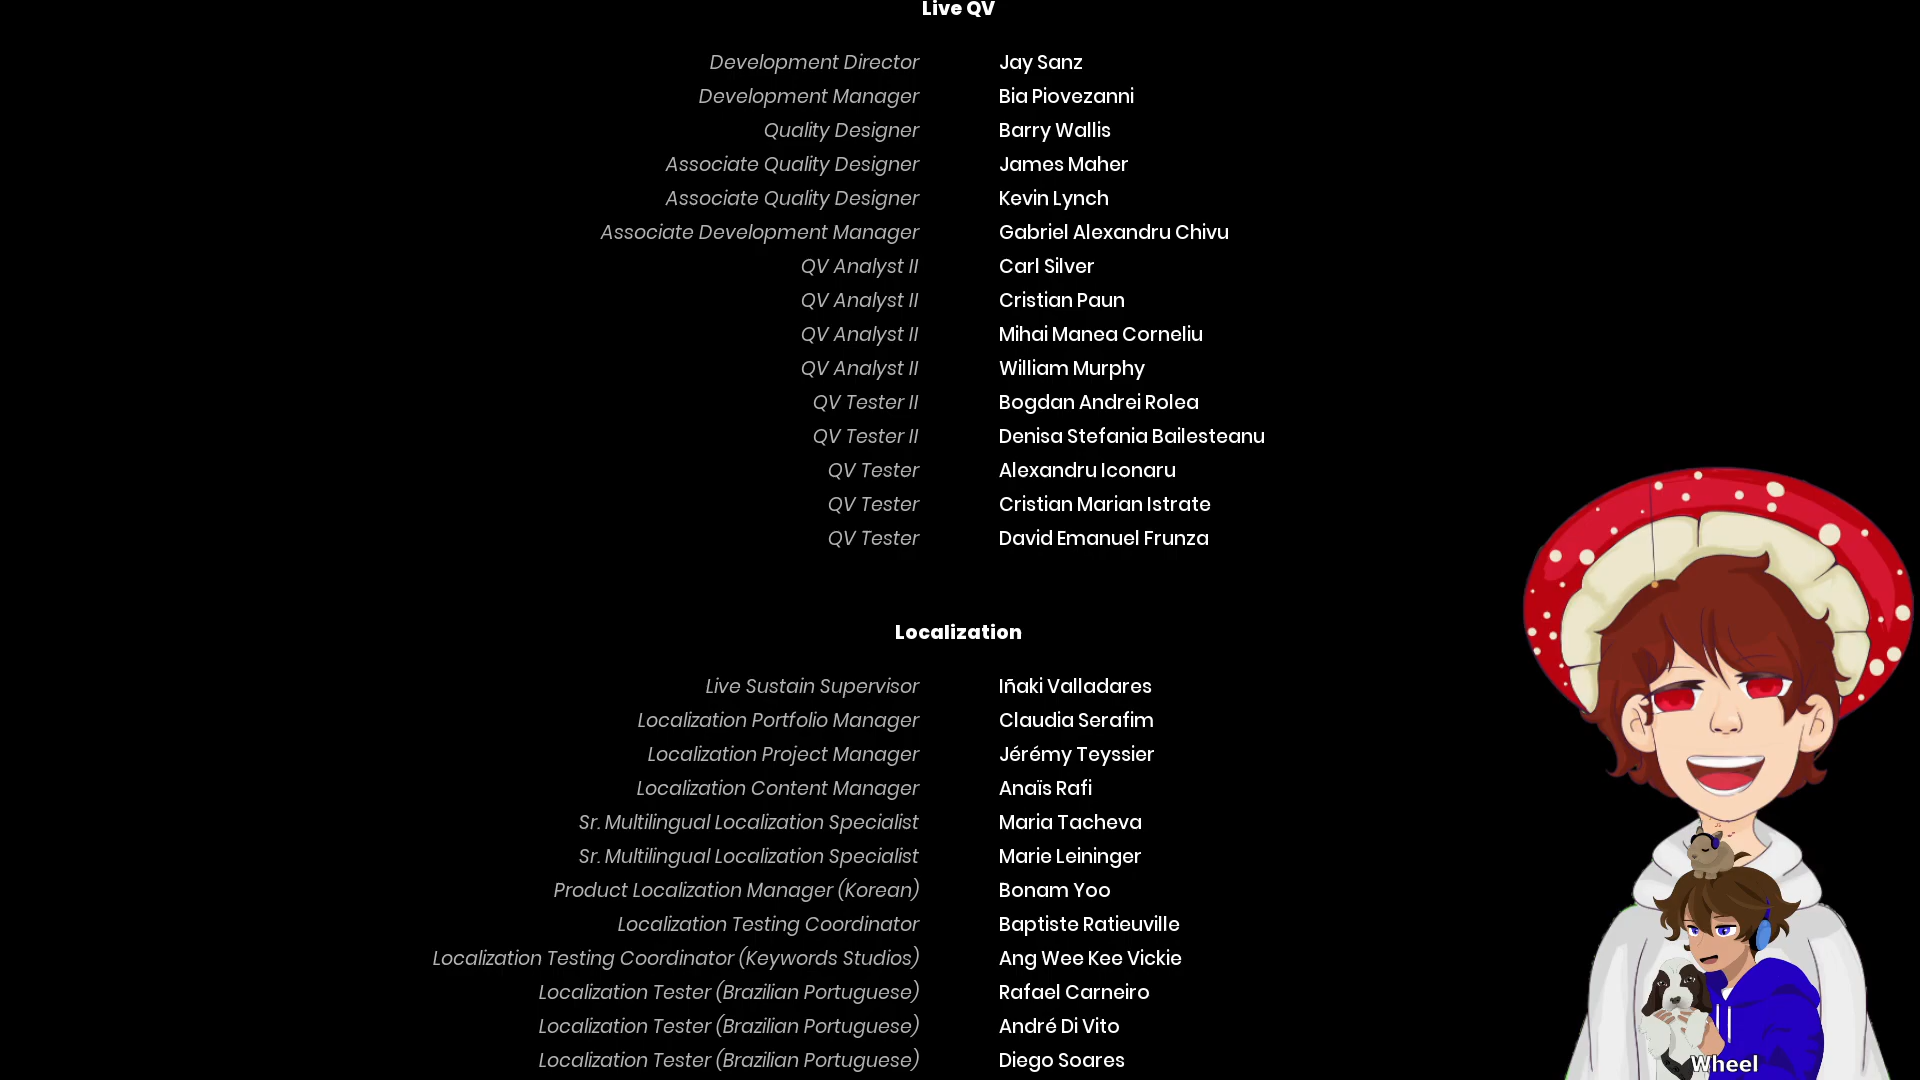 Live QV
Development Director Jay Sanz
Development Manager Bia Piovezanni
Quality Designer Barry Wallis
Associate Quality Designer James Maher
Associate Quality Designer Kevin Lynch
Associate Development Manager Gabriel Alexandru Chivu
QV Analyst II Carl Silver
QV Analyst II Cristian Paun
QV Analyst II Mihai Manea Corneliu
QV Analyst II William Murphy
QV Tester II Bogdan Andrei Rolea
QV Tester II Denisa Stefania Bailesteanu
QV Tester Alexandru Iconaru
QV Tester Cristian Marian Istrate
QV Tester David Emanuel Frunza
Localization
Live Sustain Supervisor Iñaki Valladares
Localization Portfolio Manager Claudia Serafim
Localization Project Manager Jérémy Teyssier
Localization Content Manager Anaïs Rafi
Sr. Multilingual Localization Specialist Maria Tacheva
Sr. Multilingual Localization Specialist Marie Leininger
Product Localization Manager (Korean) Bonam Yoo
Localization Testing Coordinator Baptiste Ratieuville
Localization Testing Coordinator (Keywords Studios) Ang Wee Kee Vickie
Localization Tester (Brazilian Portuguese) Rafael Carneiro
Localization Tester (Brazilian Portuguese) André Di Vito
Localization Tester (Brazilian Portuguese) Diego Soares
Wheel